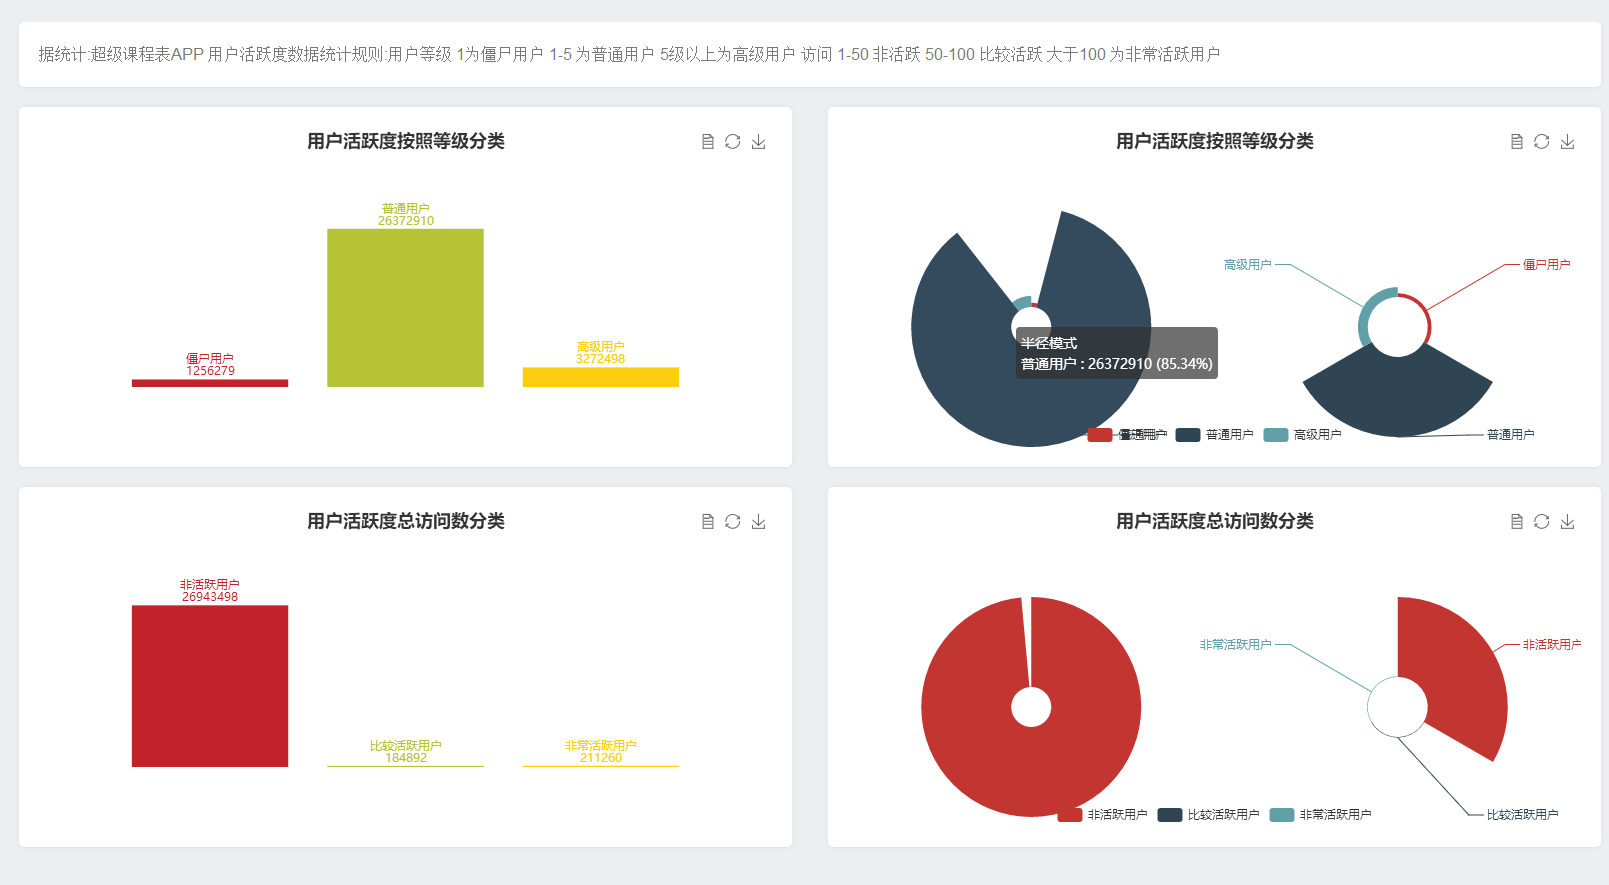 据统计:超级课程表APP 用户活跃度数据统计规则:用户等级 1为僵尸用户 1-5 为普通用户 5级以上为高级用户 访问 1-50 非活跃 50-100 比较活跃 大于100 为非常活跃用户
用户活跃度按照等级分类
普通用户
26372910
僵尸用户
1256279
高级用户
3272498
用户活跃度按照等级分类
高级用户
僵尸用户
半径模式
普通用户 : 26372910 (85.34%)
普通用户
高级用户
普通用户
用户活跃度总访问数分类
非活跃用户
26943498
比较活跃用户
184892
非常活跃用户
211260
用户活跃度总访问数分类
非常活跃用户
非活跃用户
非活跃用户
比较活跃用户
非常活跃用户
比较活跃用户